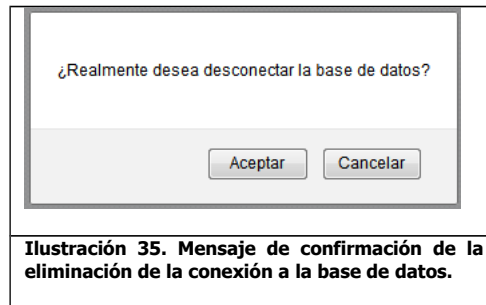 ¿Realmente desea desconectar la base de datos?
Aceptar Cancelar
Ilustración 35. Mensaje de confirmación de la
eliminación de la conexión a la base de datos.